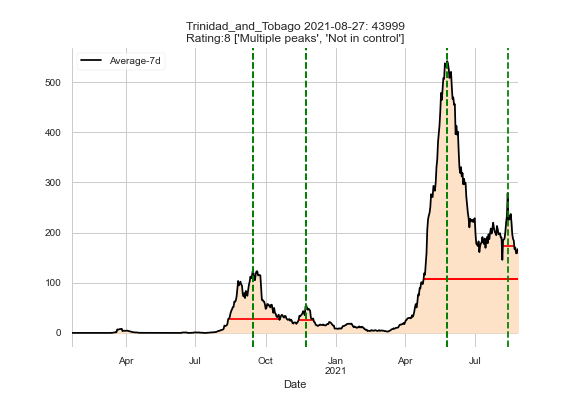 Trinidad_and_Tobago 2021-08-27: 43999
Rating:8 ['Multiple peaks', 'Not in control']
Average-7d
500
400
300
200
100
0
Apr
Jul
Oct
Jan
2021
Apr
Jul
Date